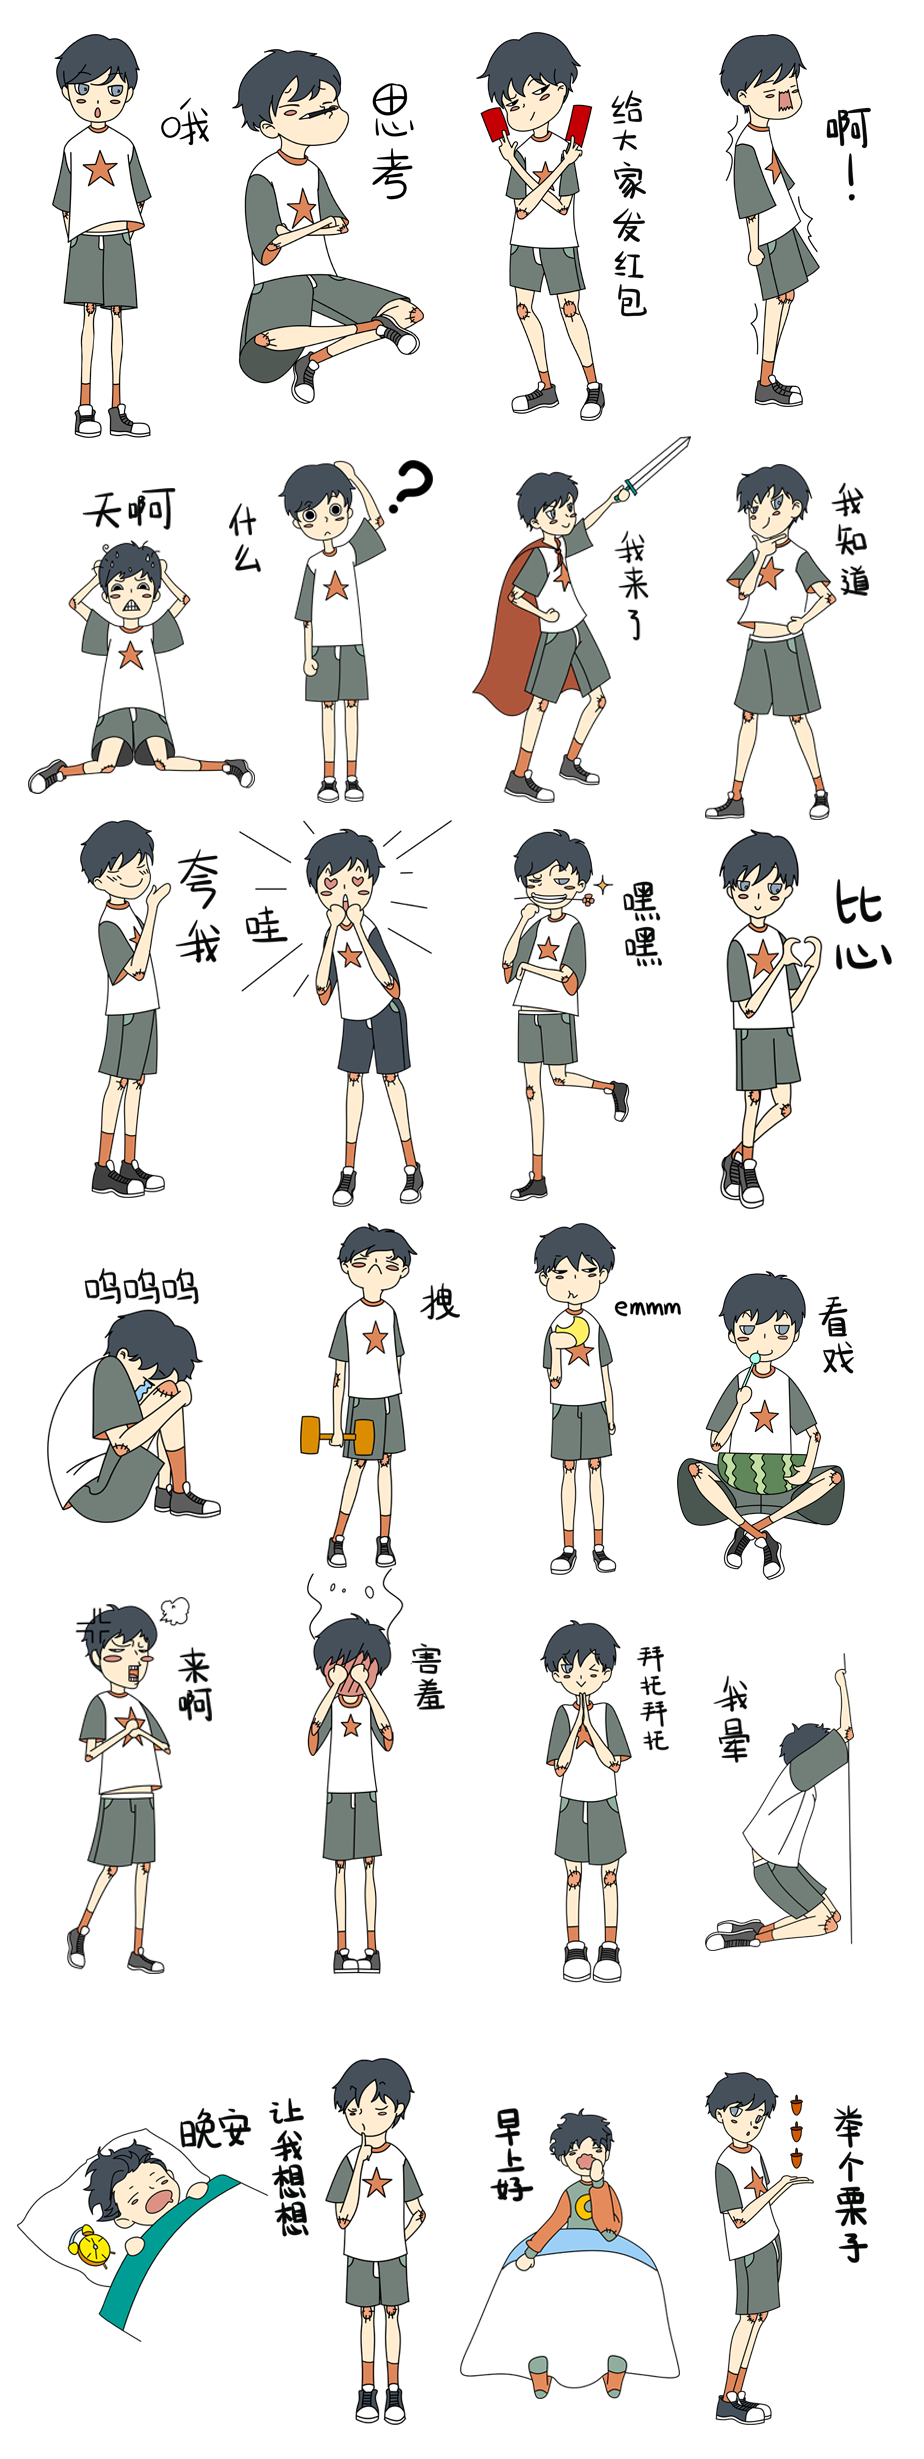 哦
思考
给大家发红包
啊！
天啊
什么
?
我来了
我知道
夸我
哇
嘿嘿
比心
呜呜呜
拽
emmm
看戏
来啊
害羞
拜托拜托
我晕
晚安
让我想想
早上好
举个栗子